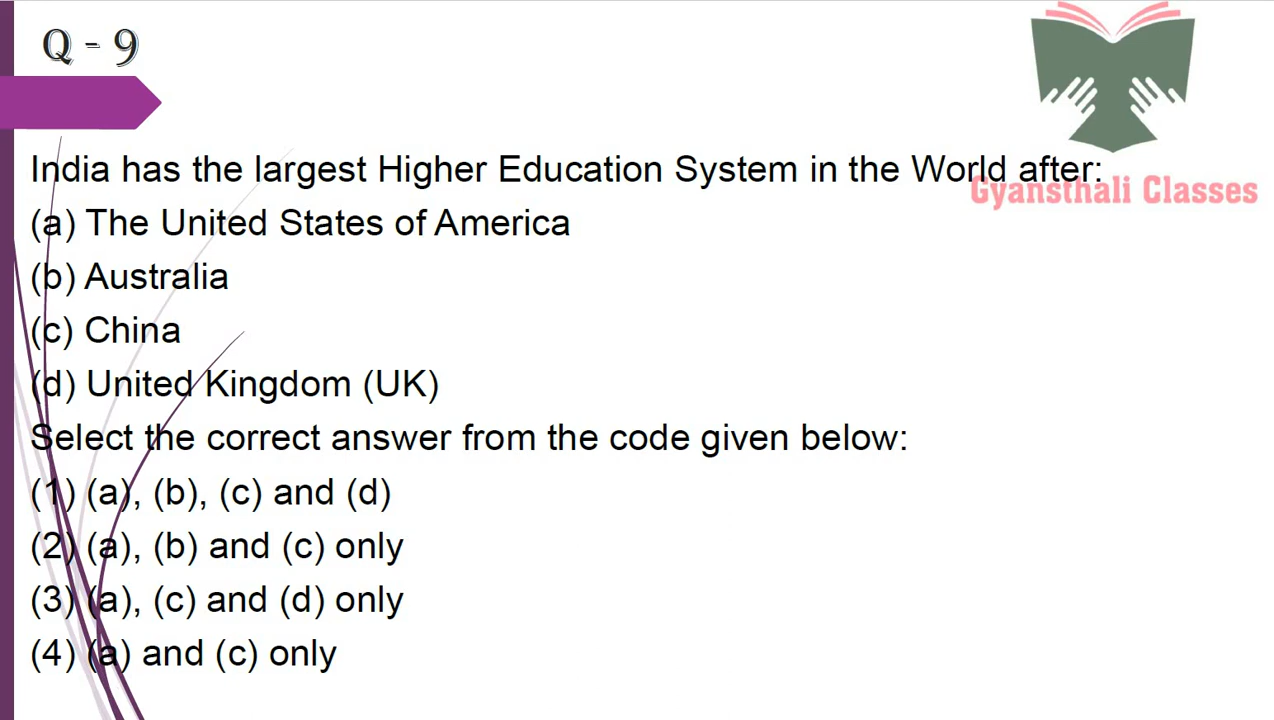 Q - 9
India has the largest Higher Education System in the World after:
Gyansthali Classes
(a) The United States of America
(b) Australia
(c) China
(d) United Kingdom (UK)
Select the correct answer from the code given below:
(1) (a), (b), (c) and (d)
(2) (a), (b) and (c) only
(3) (a), (c) and (d) only
(4) (a) and (c) only